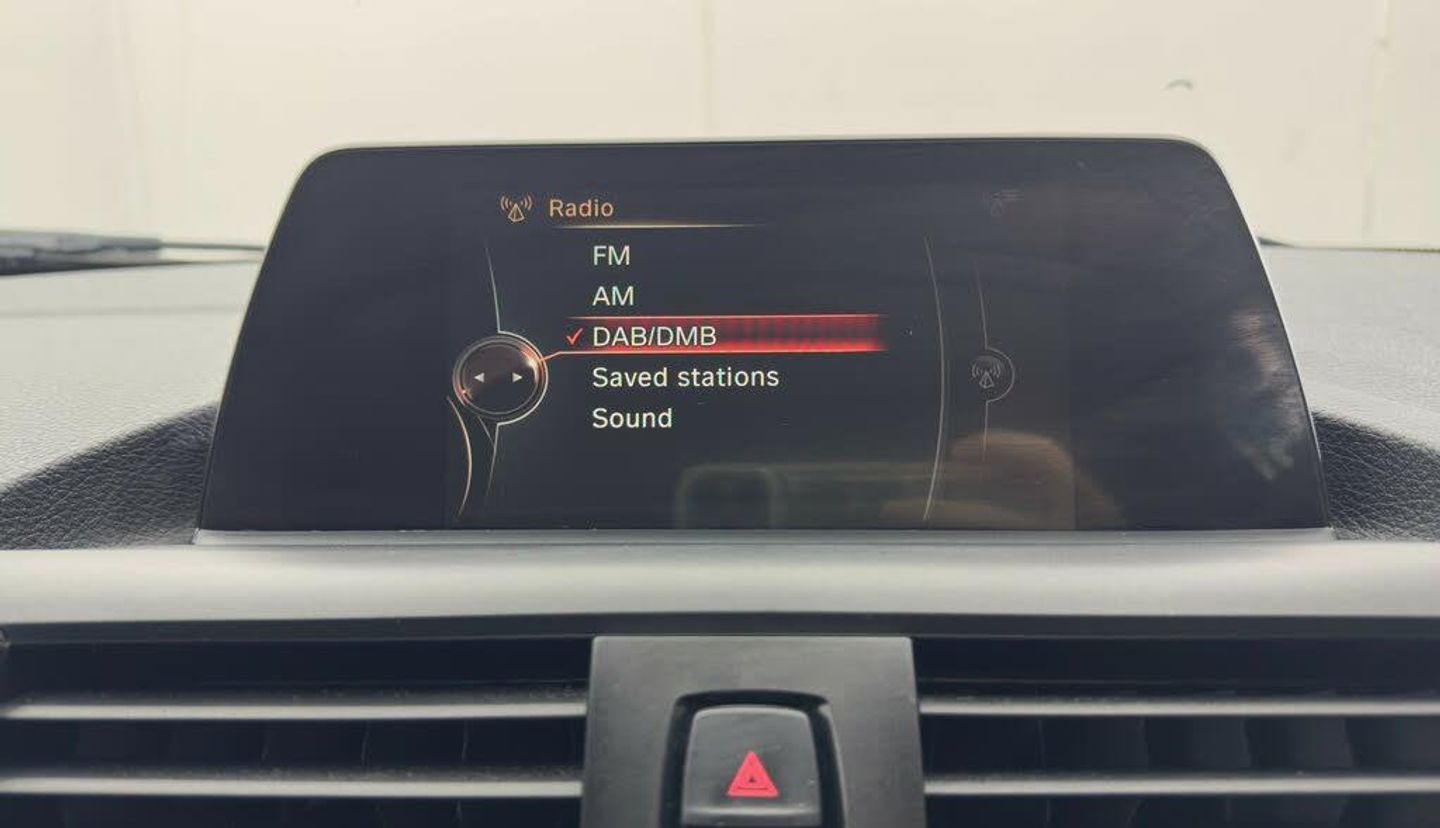 Radio
FM
AM
DAB/DMB
Saved stations
Sound